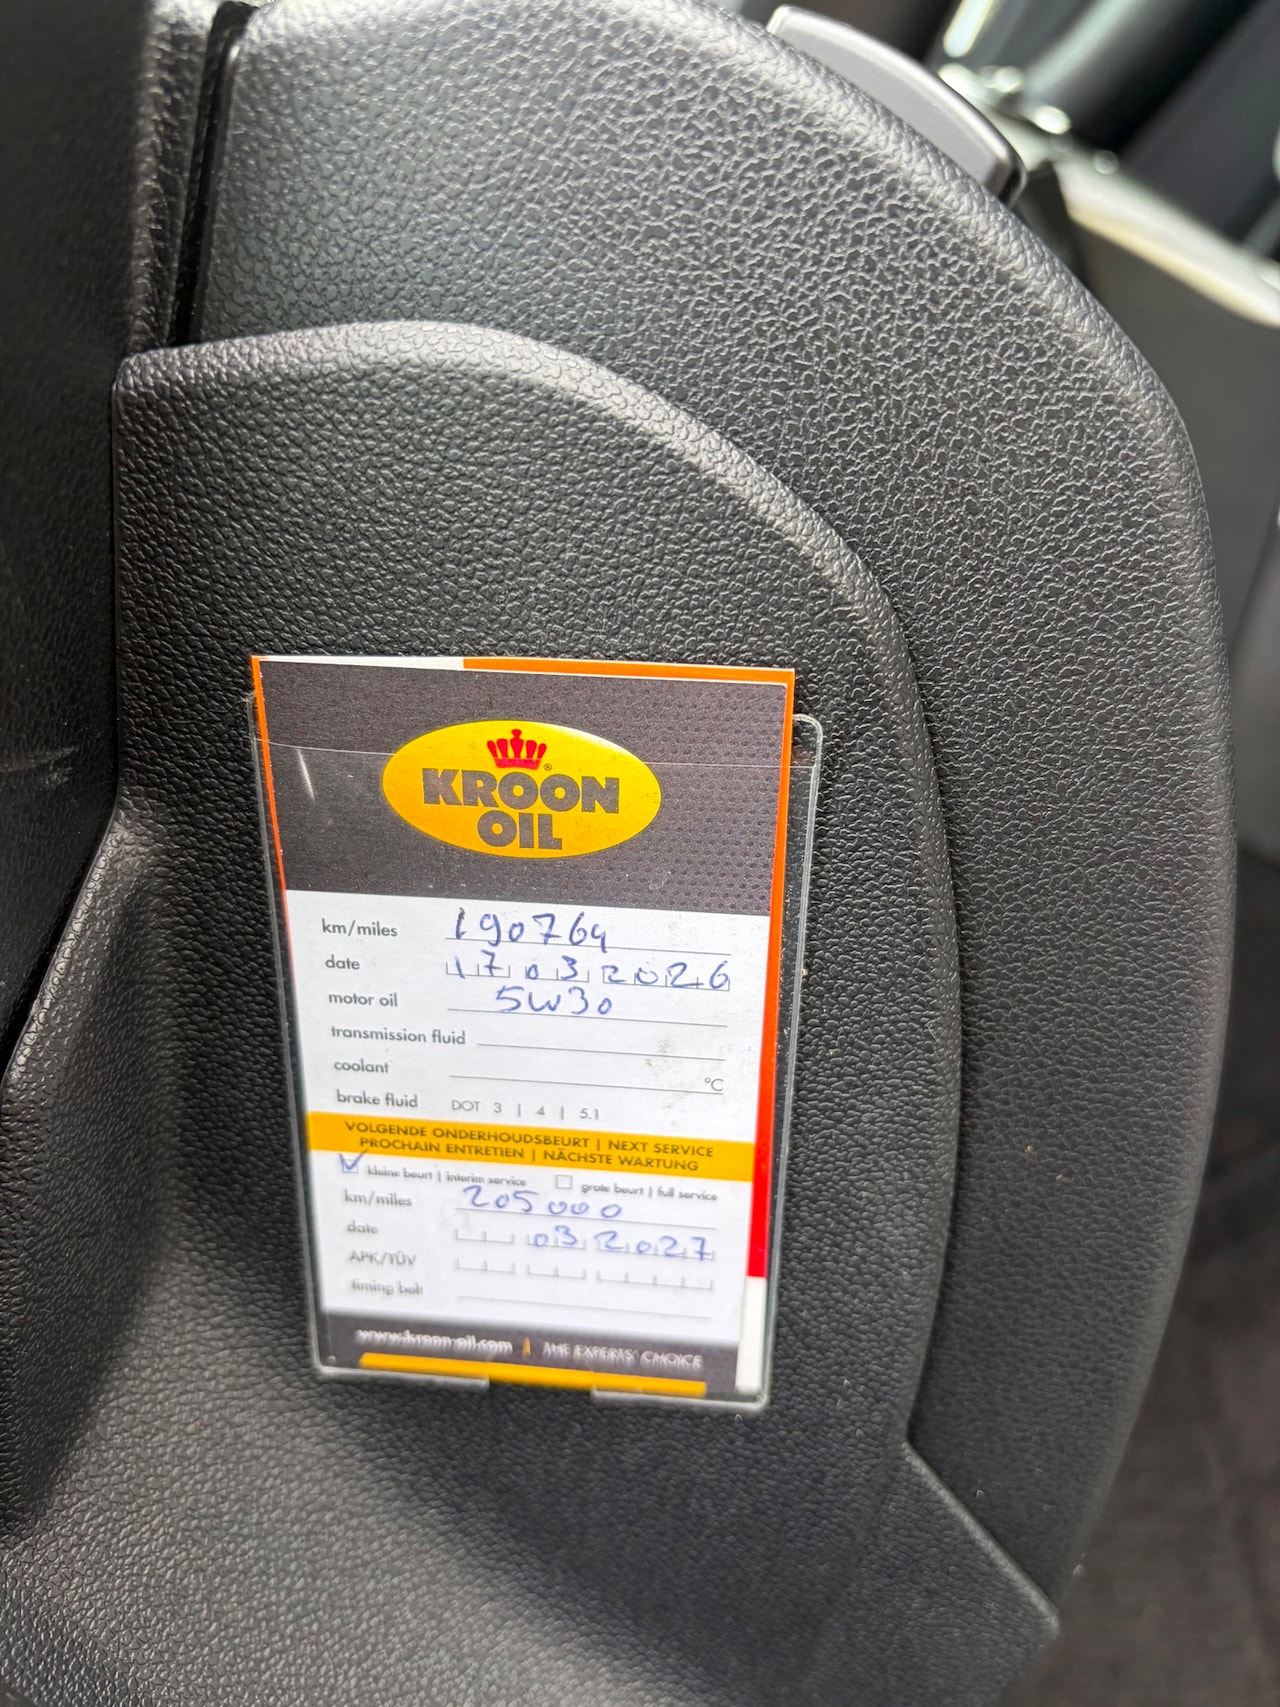 KROON
OIL
km/miles 190764
date 17 03 2026
motor oil 5W30
transmission fluid
coolant °C
brake fluid DOT 3 | 4 | 5.1
VOLGENDE ONDERHOUDSBEURT | NEXT SERVICE
PROCHAIN ENTRETIEN | NÄCHSTE WARTUNG
kleine beurt | interim service grote beurt | full service
km/miles 205000
date 03 2027
APK/TÜV
timing belt
www.kroon-oil.com | THE EXPERTS' CHOICE